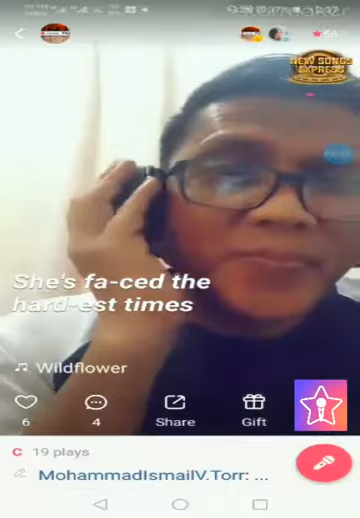 56
NEW SONGS
EXPRESS
She's fa-ced the
hard-est times
Wildflower
6
4
Share
Gift
C 19 plays
MohammadIsmailV.Torr: ...